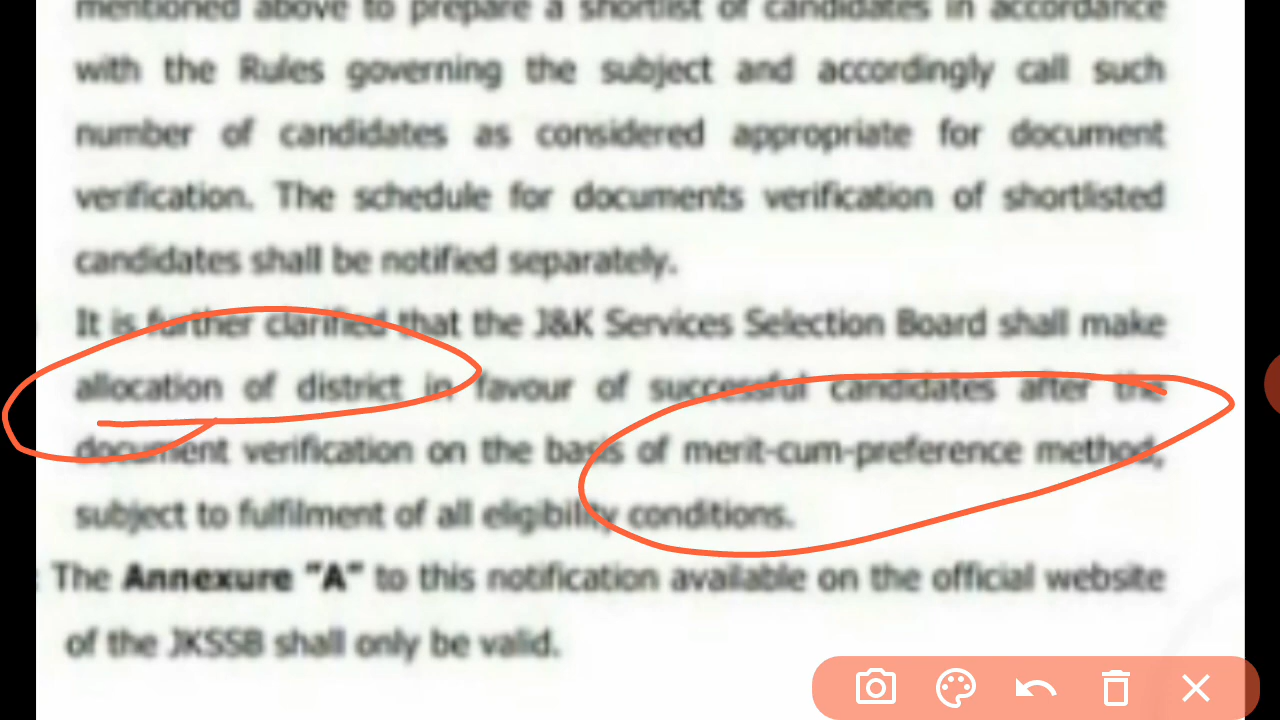 mentioned above to prepare a shortlist of candidates in accordance
with the Rules governing the subject and accordingly call such
number of candidates as considered appropriate for document
verification. The schedule for documents verification of shortlisted
candidates shall be notified separately.
It is further clarified that the J&K Services Selection Board shall make
allocation of district in favour of successful candidates after the
document verification on the basis of merit-cum-preference method,
subject to fulfilment of all eligibility conditions.
The Annexure "A" to this notification available on the official website
of the JKSSB shall only be valid.